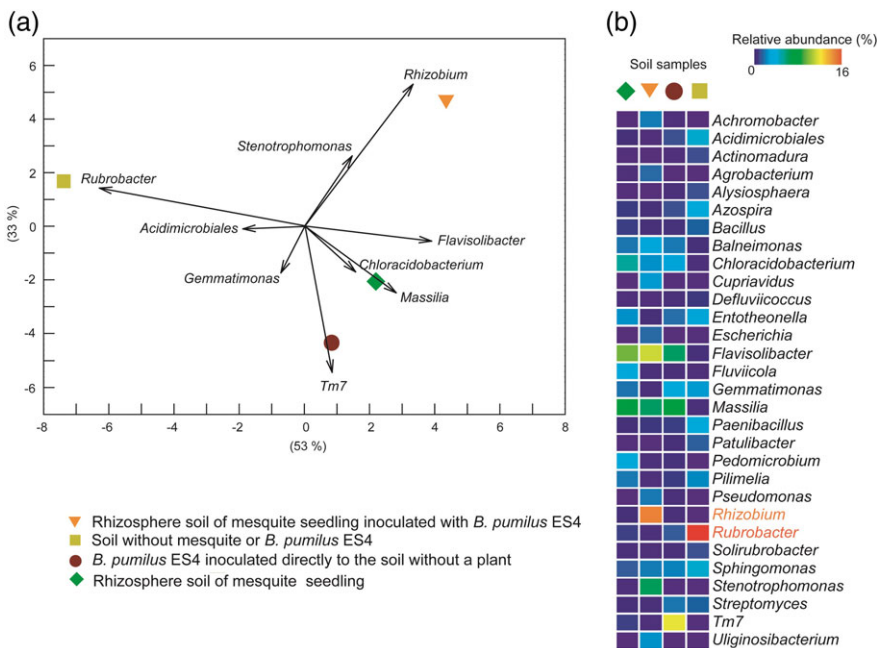 (a)
6
4
2
0
-2
-4
-6
(33 %)
-8
-6
-4
-2
0
2
4
6
8
(53 %)
Rhizobium
Stenotrophomonas
Rubrobacter
Acidimicrobiales
Flavisolibacter
Gemmatimonas
Chloracidobacterium
Massilia
Tm7
Rhizosphere soil of mesquite seedling inoculated with B. pumilus ES4
Soil without mesquite or B. pumilus ES4
B. pumilus ES4 inoculated directly to the soil without a plant
Rhizosphere soil of mesquite seedling
(b)
Relative abundance (%)
0 16
Soil samples
Achromobacter
Acidimicrobiales
Actinomadura
Agrobacterium
Alysiosphaera
Azospira
Bacillus
Balneimonas
Chloracidobacterium
Cupriavidus
Defluviicoccus
Entotheonella
Escherichia
Flavisolibacter
Fluviicola
Gemmatimonas
Massilia
Paenibacillus
Patulibacter
Pedomicrobium
Pilimelia
Pseudomonas
Rhizobium
Rubrobacter
Solirubrobacter
Sphingomonas
Stenotrophomonas
Streptomyces
Tm7
Uliginosibacterium